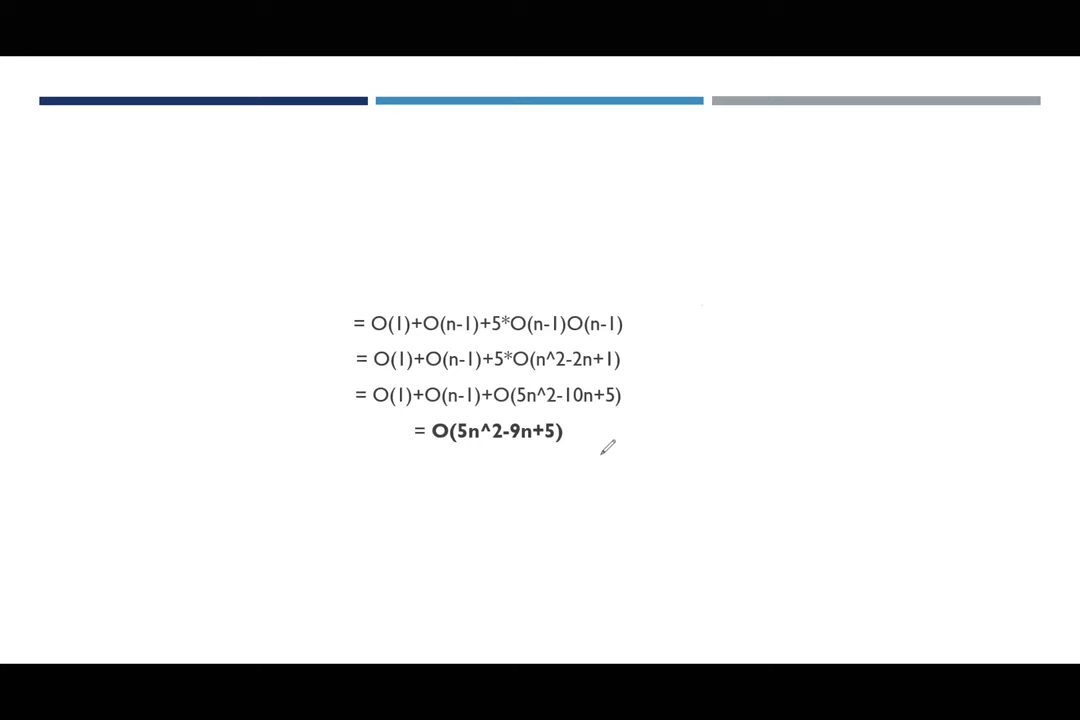 = O(1)+O(n-1)+5*O(n-1)O(n-1)
= O(1)+O(n-1)+5*O(n^2-2n+1)
= O(1)+O(n-1)+O(5n^2-10n+5)
= O(5n^2-9n+5)